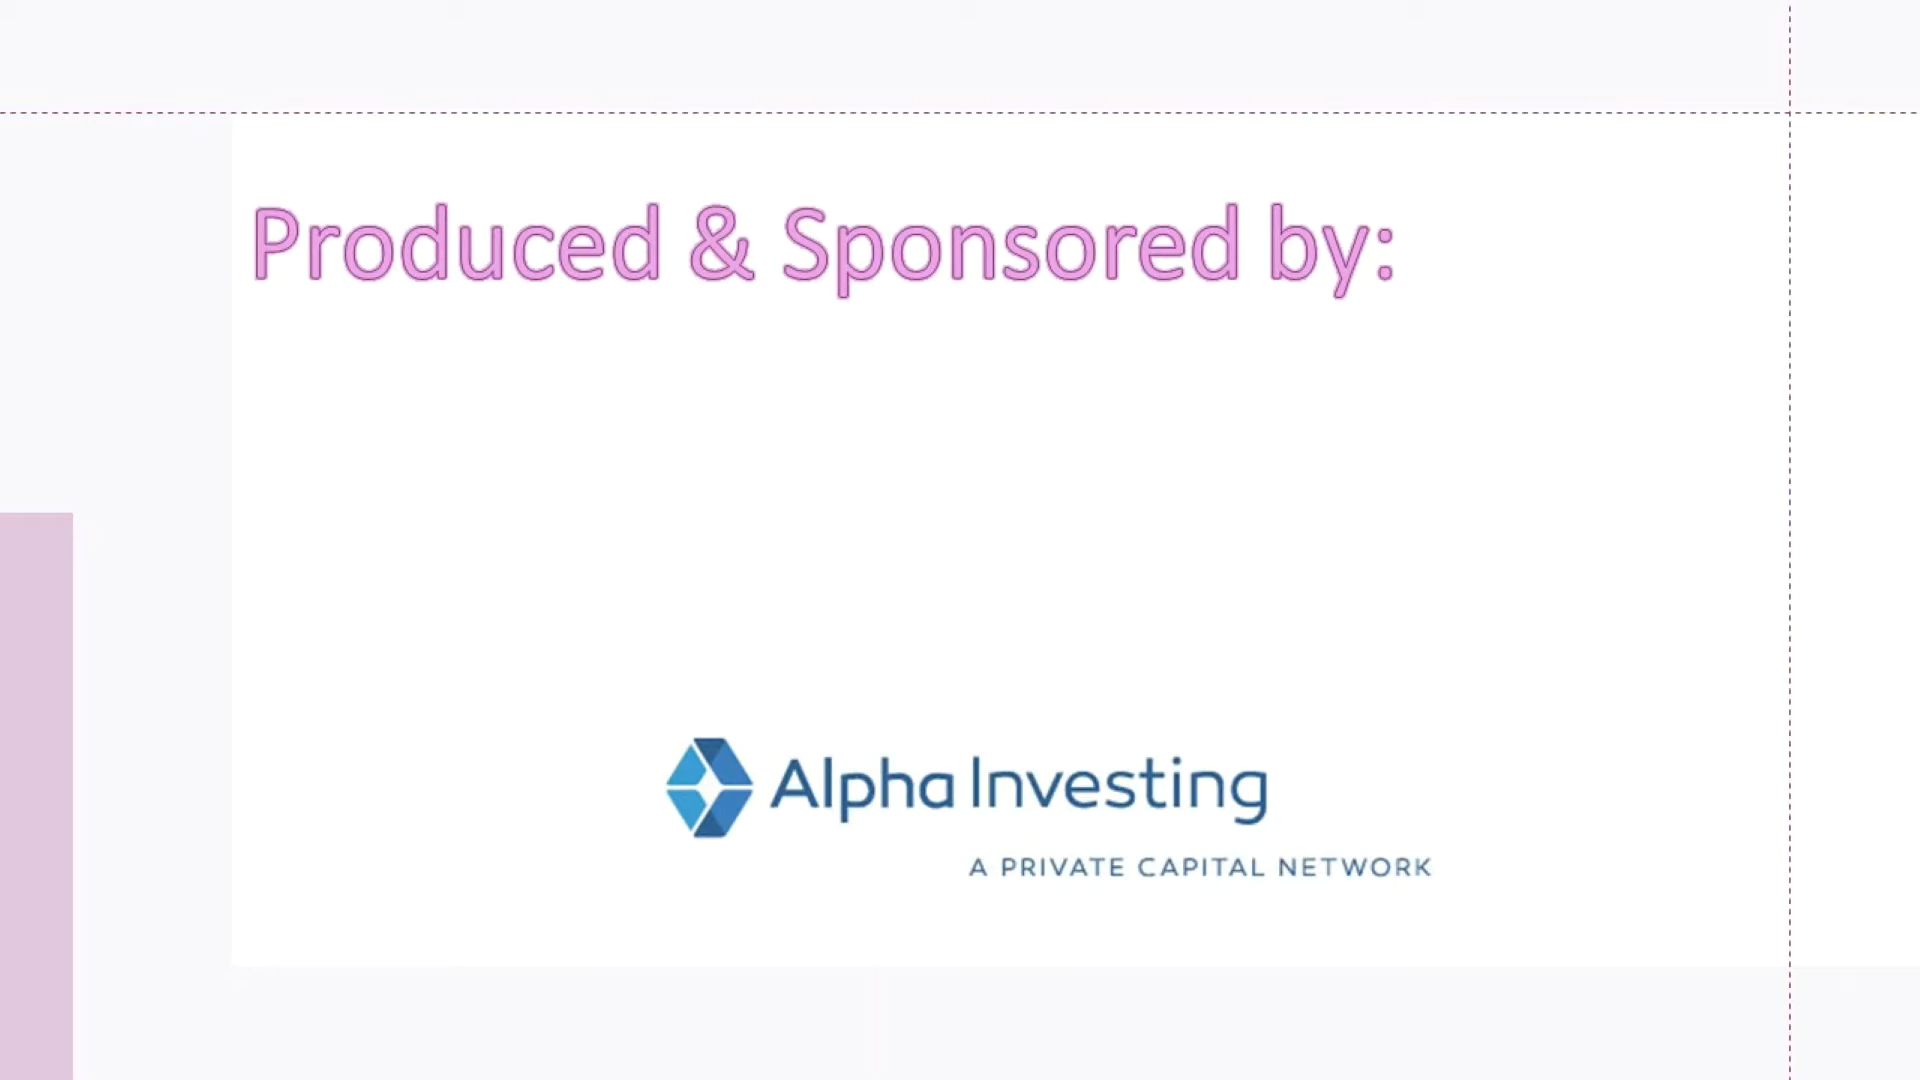 Produced & Sponsored by:
Alpha Investing
A PRIVATE CAPITAL NETWORK